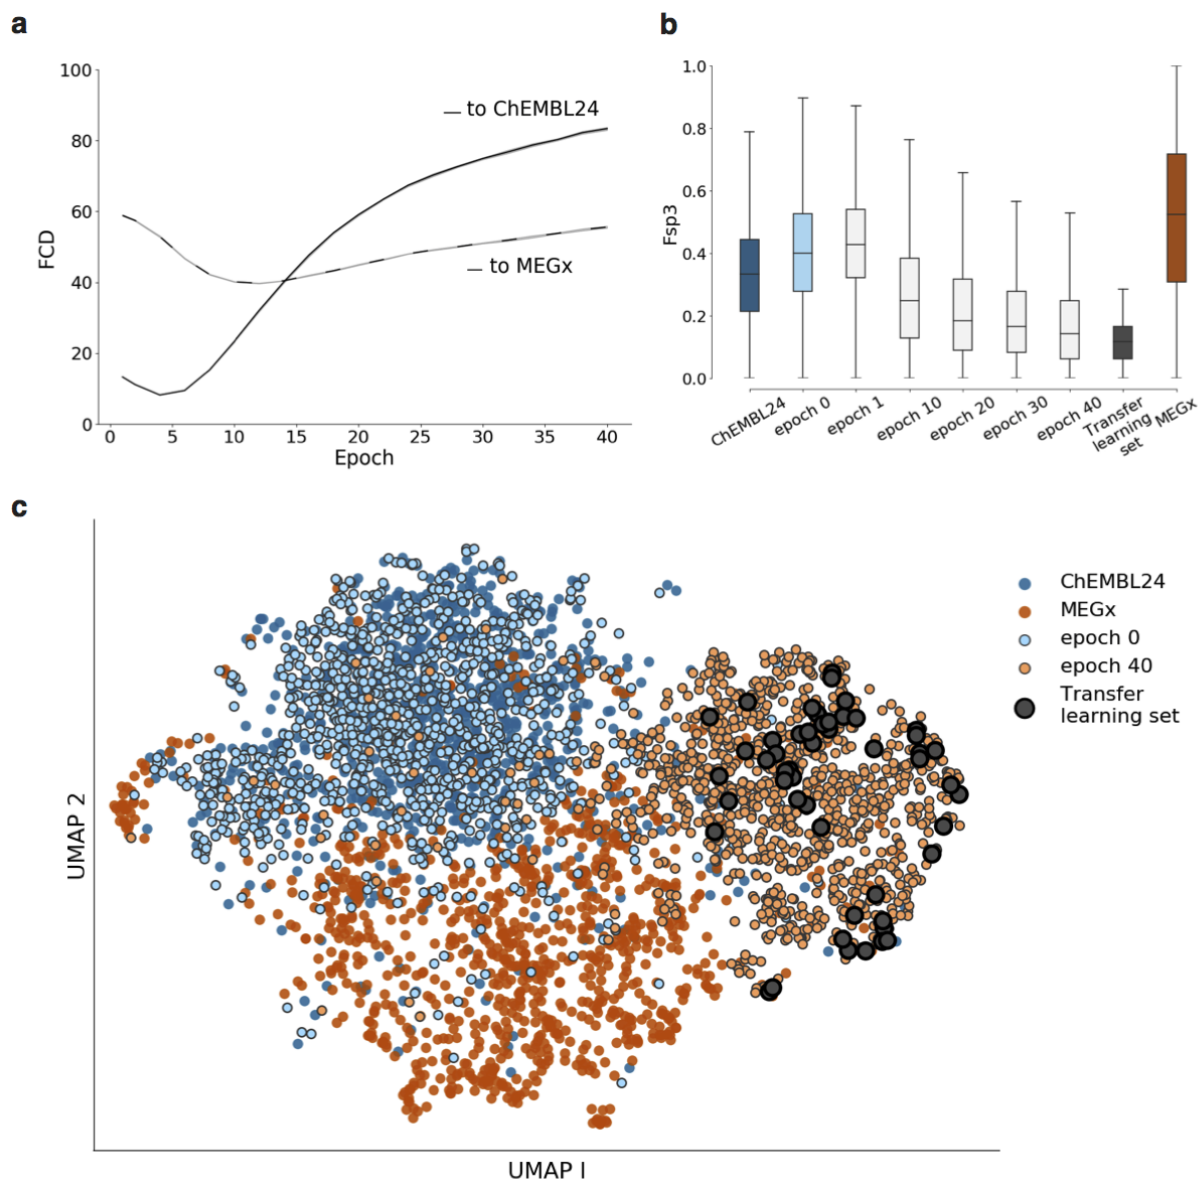 a
100
80
60
40
20
0
FCD
0 5 10 15 20 25 30 35 40
Epoch
to ChEMBL24
to MEGx
b
1.0
0.8
0.6
0.4
0.2
0.0
Fsp3
ChEMBL24
epoch 0
epoch 1
epoch 10
epoch 20
epoch 30
epoch 40
Transfer
learning
set
MEGx
c
UMAP 2
UMAP I
ChEMBL24
MEGx
epoch 0
epoch 40
Transfer
learning set